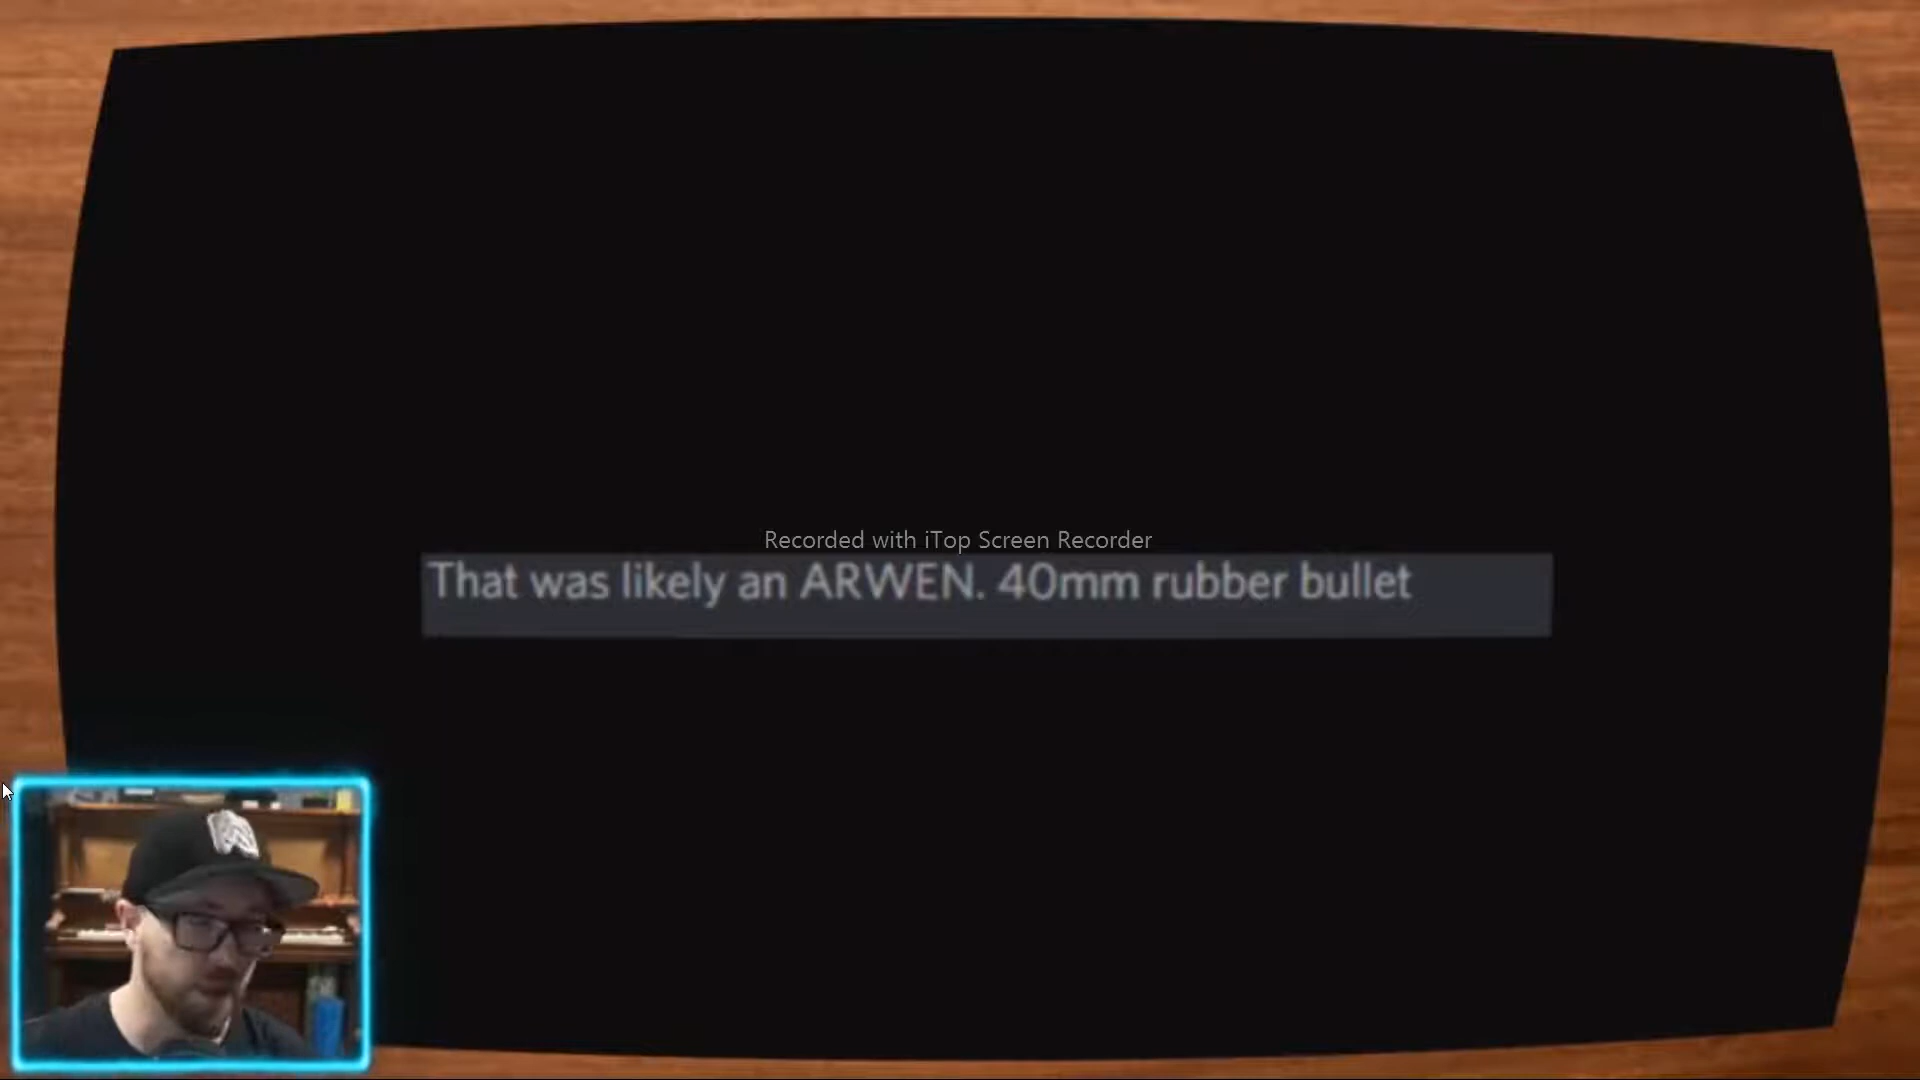 Recorded with iTop Screen Recorder
That was likely an ARWEN. 40mm rubber bullet